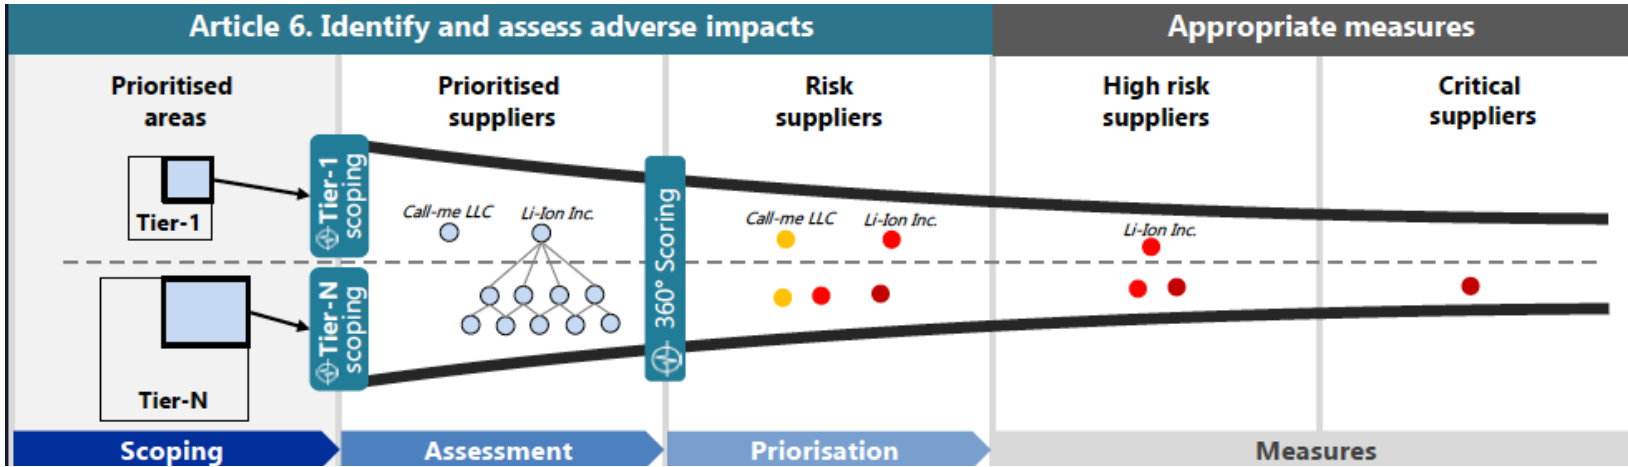 Article 6. Identify and assess adverse impacts
Appropriate measures
Prioritised
areas
Prioritised
suppliers
Risk
suppliers
High risk
suppliers
Critical
suppliers
Tier-1
Tier-N
Tier-1
scoping
Tier-N
scoping
Call-me LLC
Li-Ion Inc.
360° Scoring
Call-me LLC
Li-Ion Inc.
Li-Ion Inc.
Scoping
Assessment
Priorisation
Measures